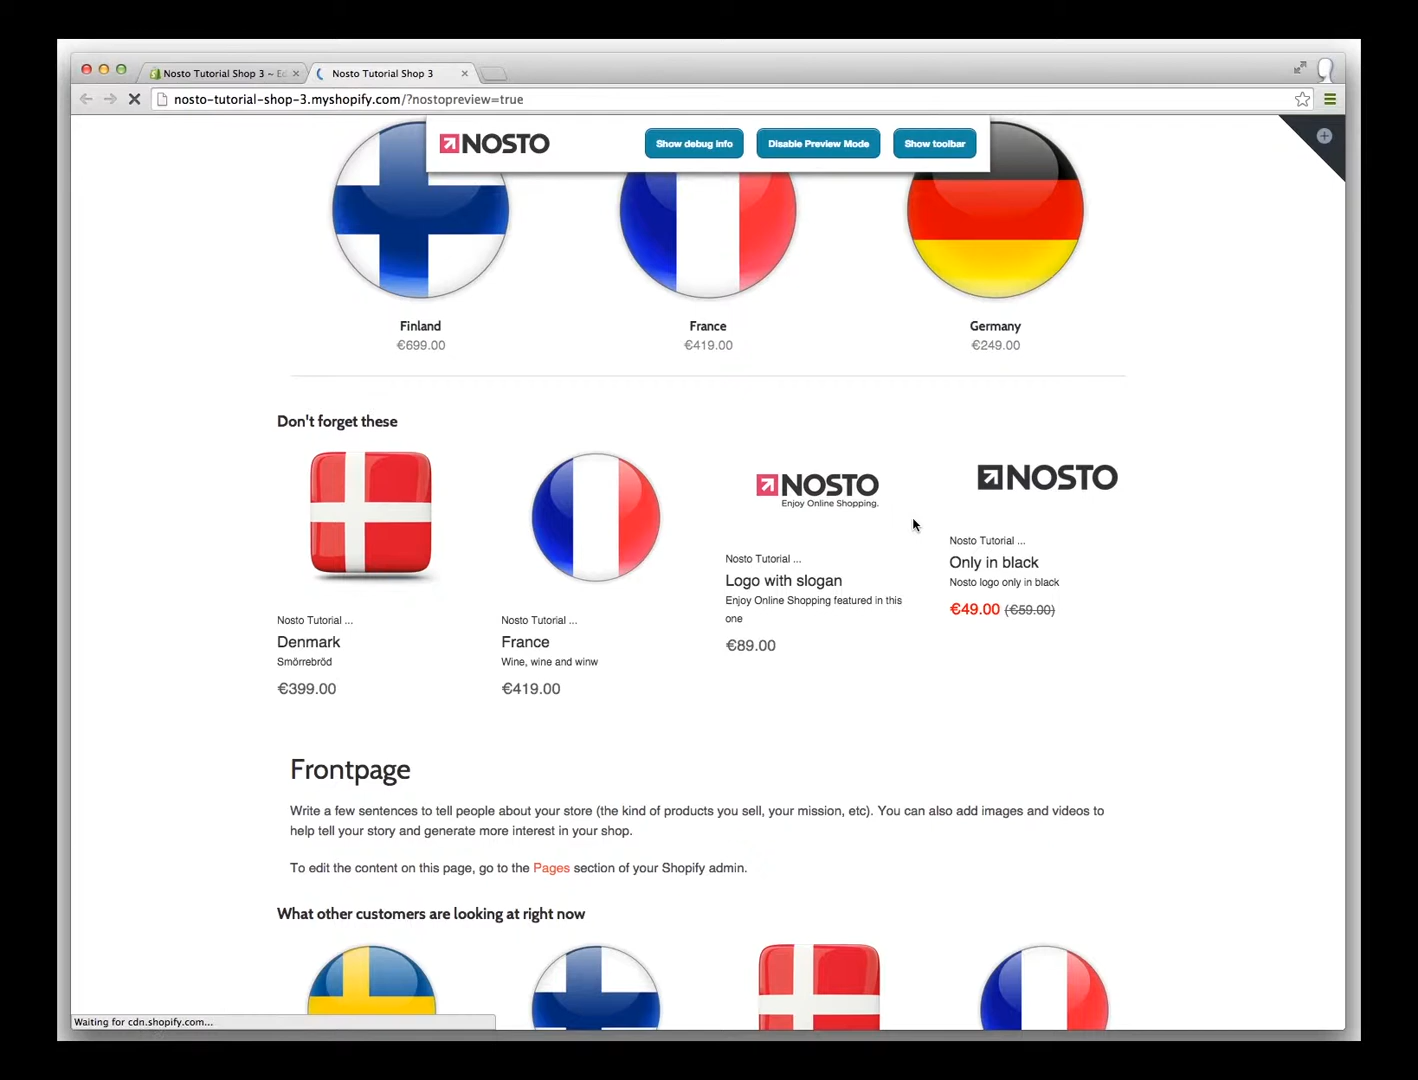 Nosto Tutorial Shop 3 ~ Ed
Nosto Tutorial Shop 3
nosto-tutorial-shop-3.myshopify.com/?nostopreview=true
NOSTO
Show debug info
Disable Preview Mode
Show toolbar
Finland
€699.00
France
€419.00
Germany
€249.00
Don't forget these
NOSTO
Enjoy Online Shopping.
NOSTO
Nosto Tutorial ...
Denmark
Smörrebröd
€399.00
Nosto Tutorial ...
France
Wine, wine and winw
€419.00
Nosto Tutorial ...
Logo with slogan
Enjoy Online Shopping featured in this
one
€89.00
Nosto Tutorial ...
Only in black
Nosto logo only in black
€49.00 (€59.00)
Frontpage
Write a few sentences to tell people about your store (the kind of products you sell, your mission, etc). You can also add images and videos to
help tell your story and generate more interest in your shop.
To edit the content on this page, go to the Pages section of your Shopify admin.
What other customers are looking at right now
Waiting for cdn.shopify.com...